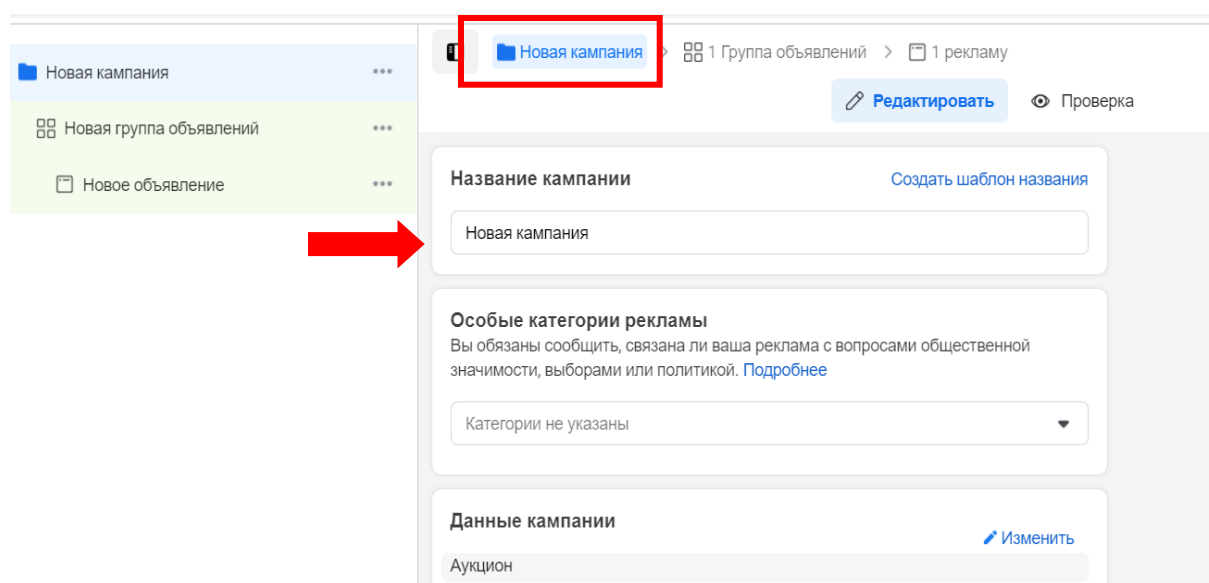 Новая кампания
Новая группа объявлений
Новое объявление
Новая кампания > 1 Группа объявлений > 1 рекламу
Редактировать Проверка
Название кампании Создать шаблон названия
Новая кампания
Особые категории рекламы
Вы обязаны сообщить, связана ли ваша реклама с вопросами общественной
значимости, выборами или политикой. Подробнее
Категории не указаны
Данные кампании
Изменить
Аукцион